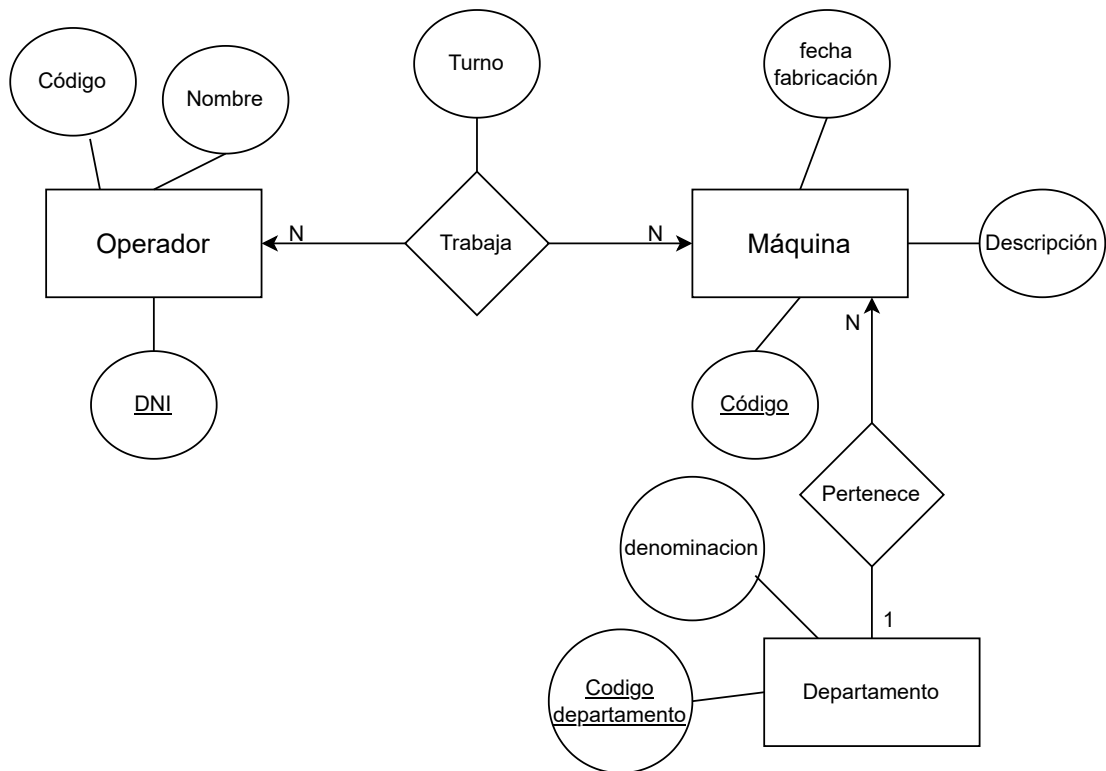 Código
Nombre
Turno
fecha
fabricación
Operador
N
Trabaja
N
Máquina
Descripción
DNI
Código
N
Pertenece
denominacion
1
Codigo
departamento
Departamento